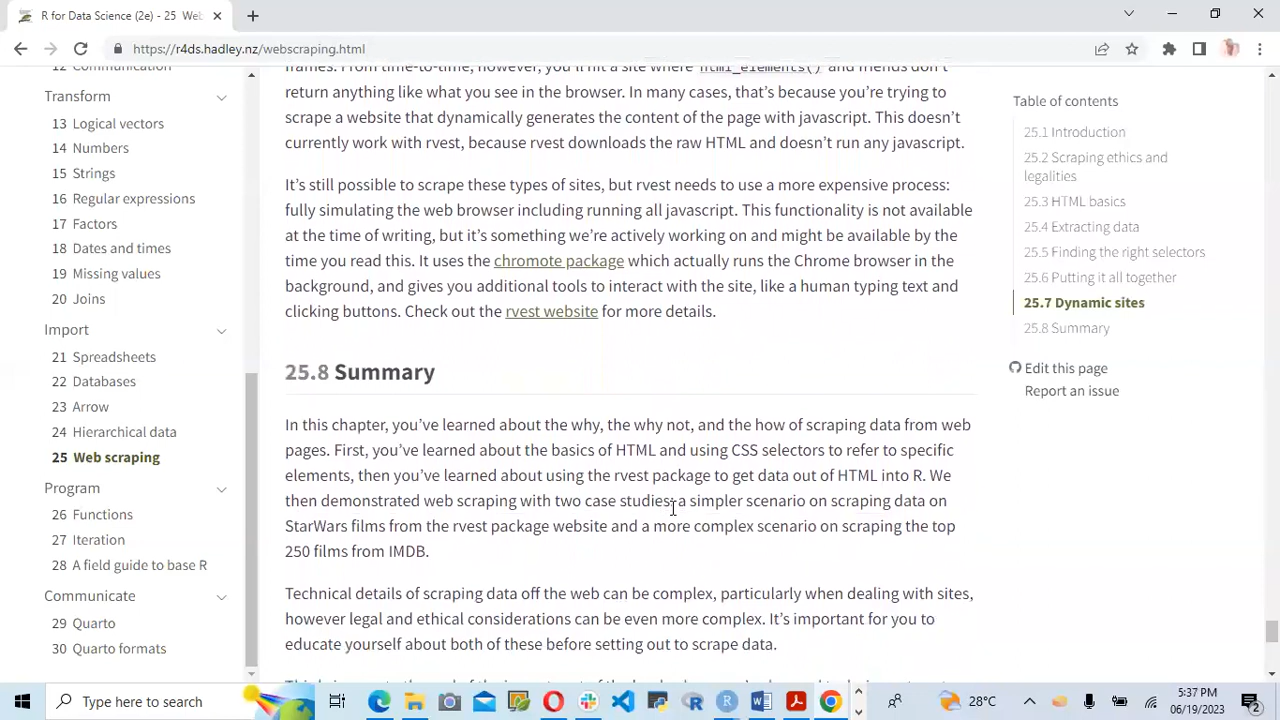 R for Data Science (2e) - 25 Web
https://r4ds.hadley.nz/webscraping.html
12 Communication
Transform
13 Logical vectors
14 Numbers
15 Strings
16 Regular expressions
17 Factors
18 Dates and times
19 Missing values
20 Joins
Import
21 Spreadsheets
22 Databases
23 Arrow
24 Hierarchical data
25 Web scraping
Program
26 Functions
27 Iteration
28 A field guide to base R
Communicate
29 Quarto
30 Quarto formats
frames. From time-to-time, however, you'll hit a site where html_elements() and friends don't
return anything like what you see in the browser. In many cases, that's because you're trying to
scrape a website that dynamically generates the content of the page with javascript. This doesn't
currently work with rvest, because rvest downloads the raw HTML and doesn't run any javascript.
It's still possible to scrape these types of sites, but rvest needs to use a more expensive process:
fully simulating the web browser including running all javascript. This functionality is not available
at the time of writing, but it's something we're actively working on and might be available by the
time you read this. It uses the chromote package which actually runs the Chrome browser in the
background, and gives you additional tools to interact with the site, like a human typing text and
clicking buttons. Check out the rvest website for more details.
25.8 Summary
In this chapter, you've learned about the why, the why not, and the how of scraping data from web
pages. First, you've learned about the basics of HTML and using CSS selectors to refer to specific
elements, then you've learned about using the rvest package to get data out of HTML into R. We
then demonstrated web scraping with two case studies: a simpler scenario on scraping data on
StarWars films from the rvest package website and a more complex scenario on scraping the top
250 films from IMDB.
Technical details of scraping data off the web can be complex, particularly when dealing with sites,
however legal and ethical considerations can be even more complex. It's important for you to
educate yourself about both of these before setting out to scrape data.
Table of contents
25.1 Introduction
25.2 Scraping ethics and
legalities
25.3 HTML basics
25.4 Extracting data
25.5 Finding the right selectors
25.6 Putting it all together
25.7 Dynamic sites
25.8 Summary
Edit this page
Report an issue
Type here to search
28°C
5:37 PM
06/19/2023
2